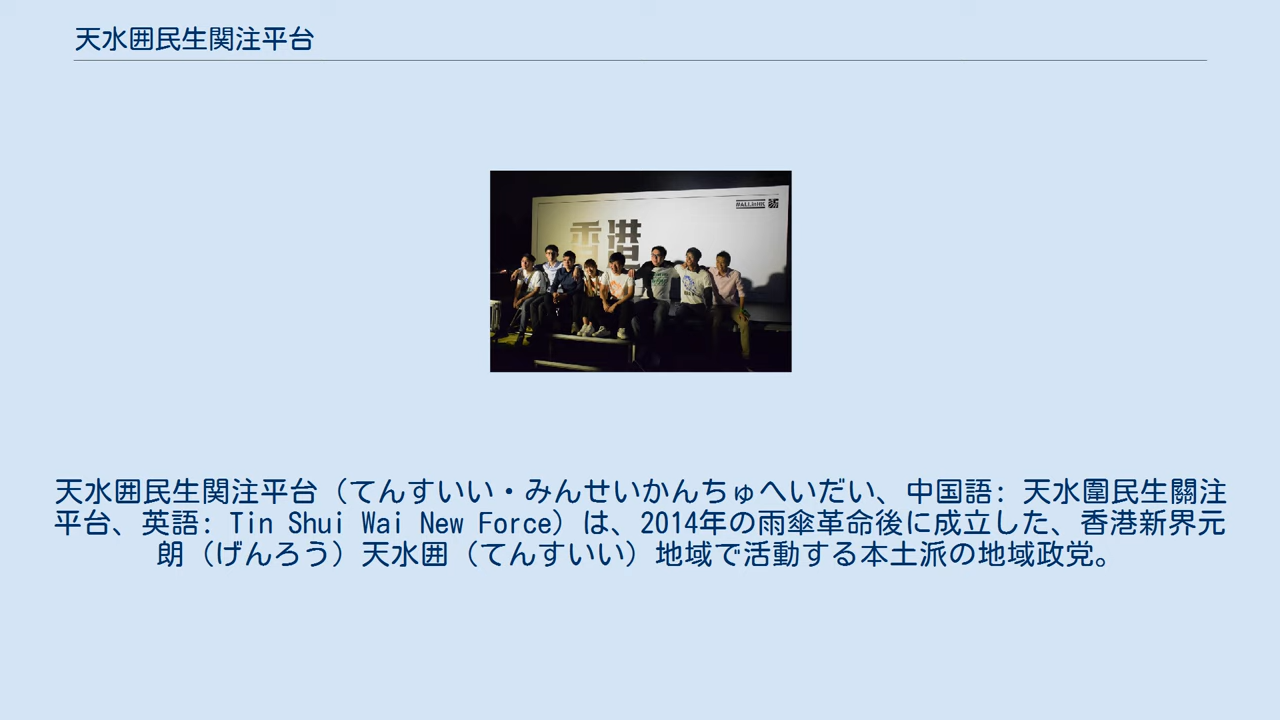 天水囲民生関注平台
香港
天水囲民生関注平台（てんすいい・みんせいかんちゅへいだい、中国語: 天水圍民生關注
平台、英語: Tin Shui Wai New Force）は、2014年の雨傘革命後に成立した、香港新界元
朗（げんろう）天水囲（てんすいい）地域で活動する本土派の地域政党。